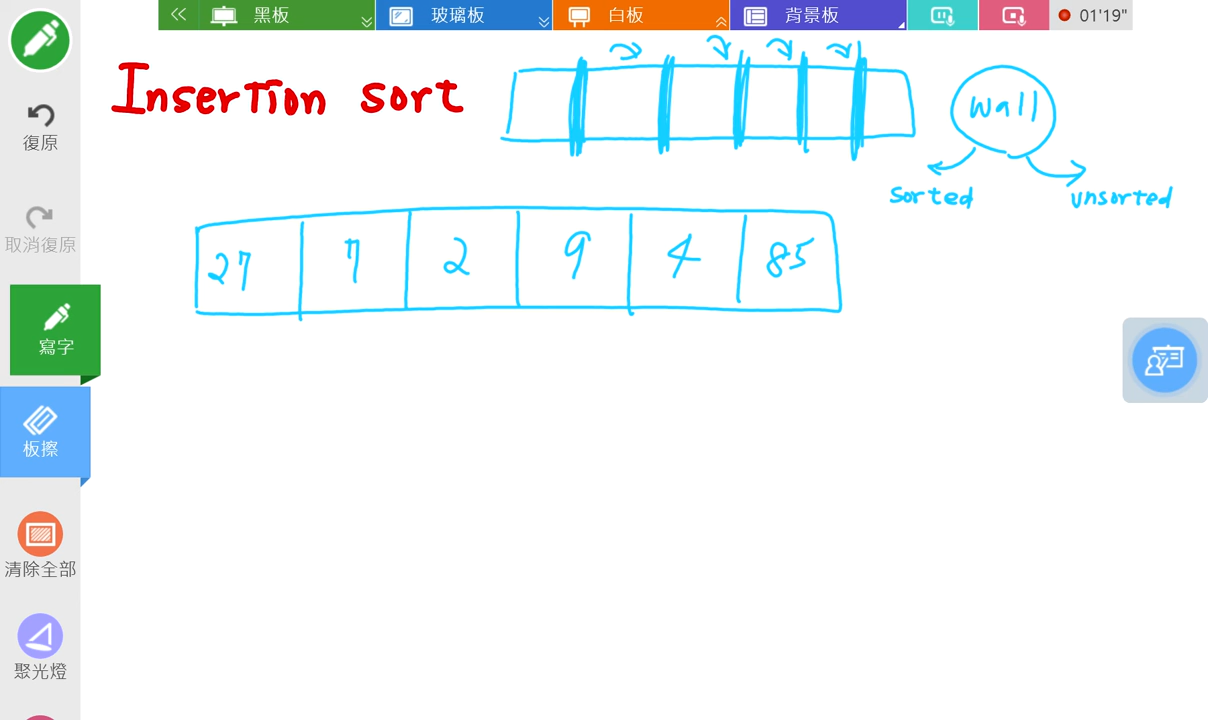 黑板 玻璃板 白板 背景板 01'19"
Insertion sort
wall
sorted unsorted
27 7 2 9 4 85
復原
取消復原
寫字
板擦
清除全部
聚光燈